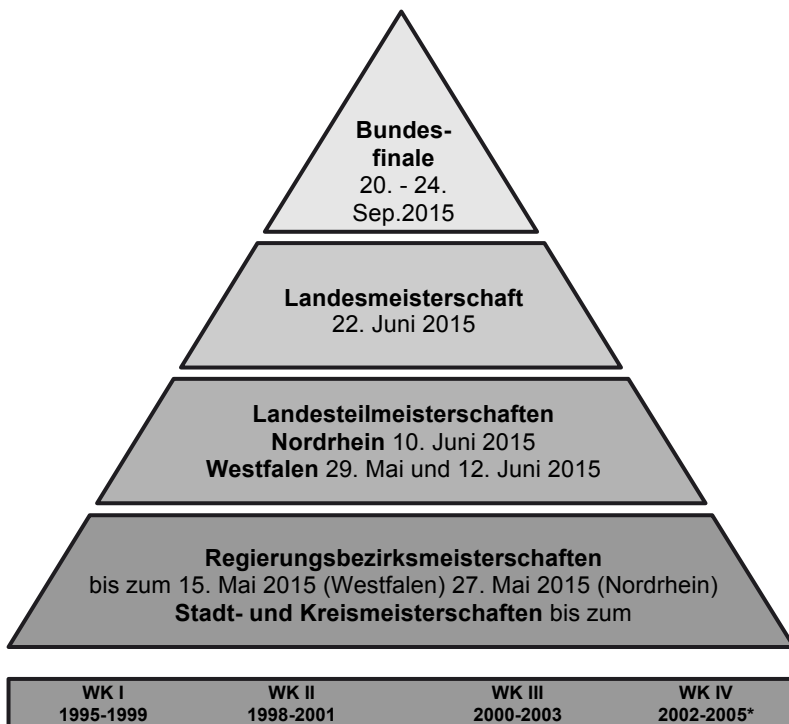 Bundes-
finale
20. - 24.
Sep.2015
Landesmeisterschaft
22. Juni 2015
Landesteilmeisterschaften
Nordrhein 10. Juni 2015
Westfalen 29. Mai und 12. Juni 2015
Regierungsbezirksmeisterschaften
bis zum 15. Mai 2015 (Westfalen) 27. Mai 2015 (Nordrhein)
Stadt- und Kreismeisterschaften bis zum
WK I WK II WK III WK IV
1995-1999 1998-2001 2000-2003 2002-2005*